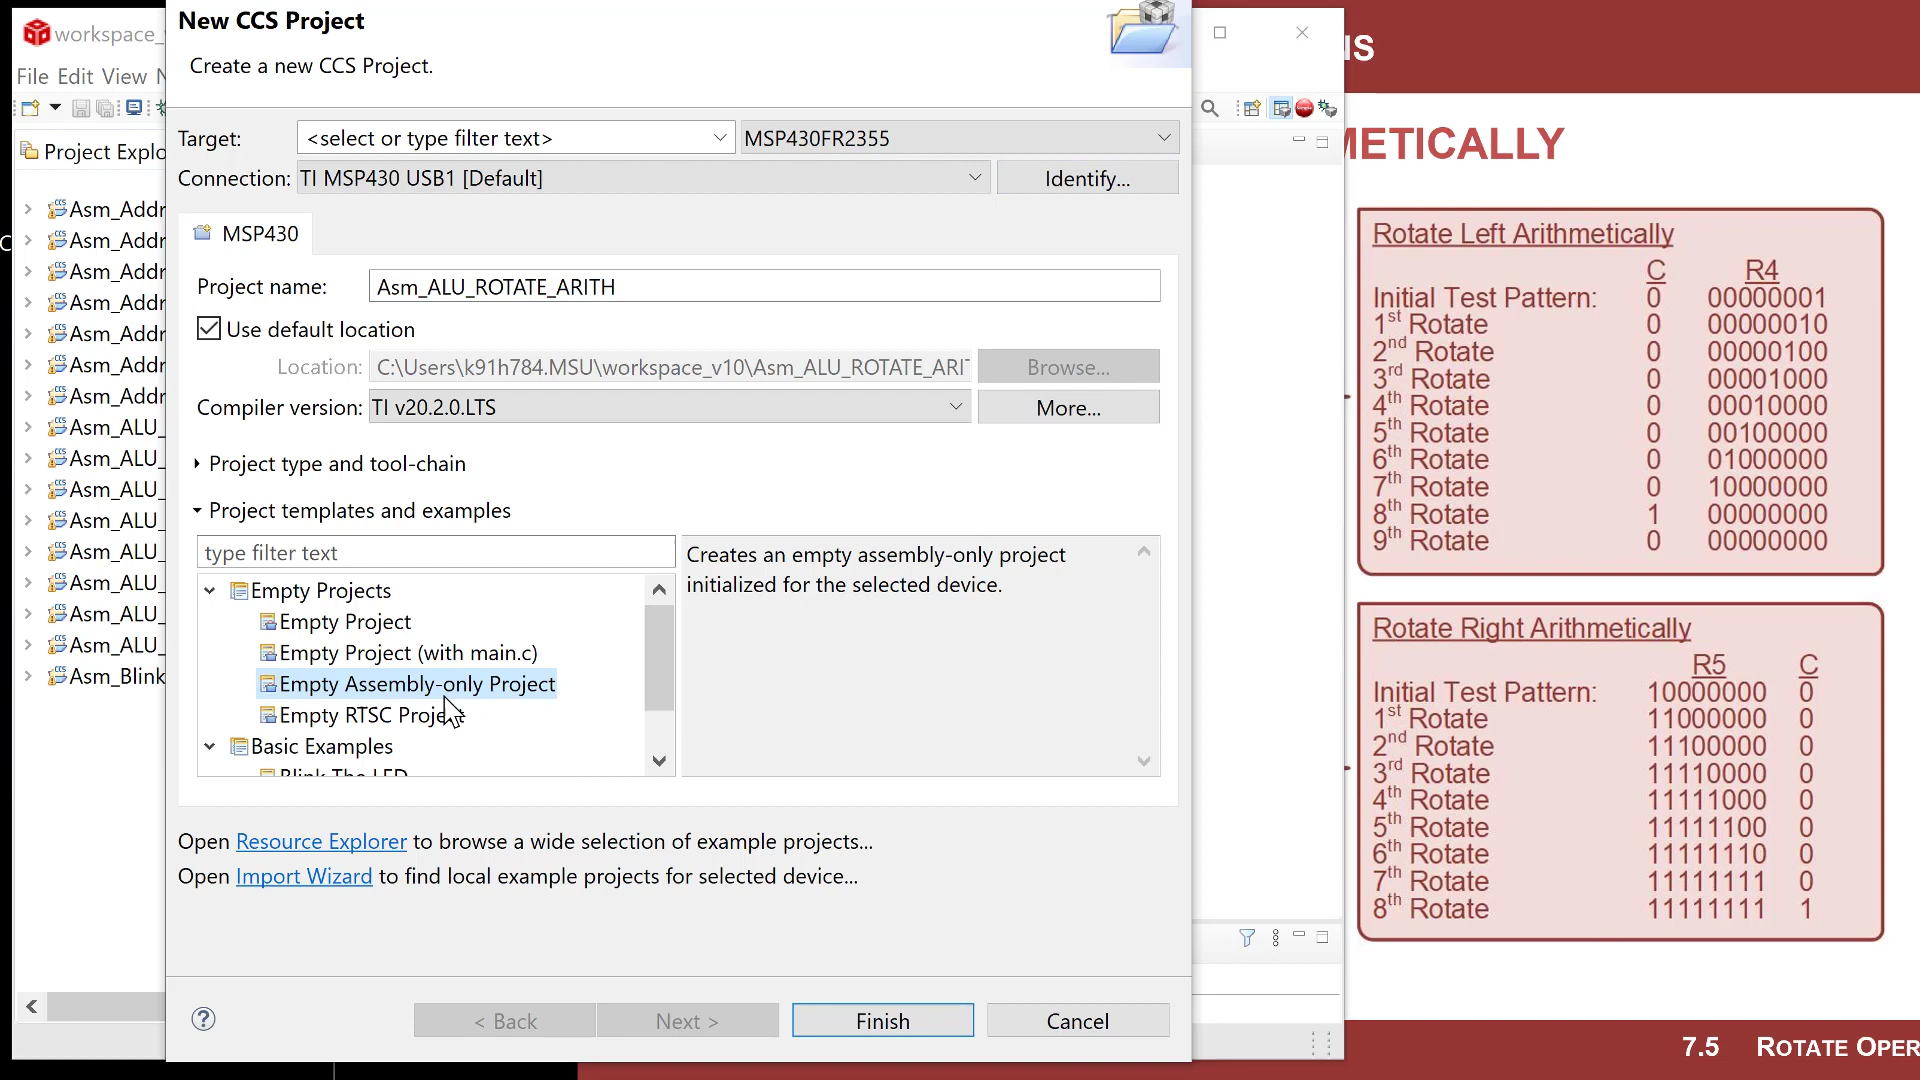 workspace_
File Edit View N
Project Explo
Asm_Addr
Asm_Addr
Asm_Addr
Asm_Addr
Asm_Addr
Asm_Addr
Asm_Addr
Asm_ALU_
Asm_ALU_
Asm_ALU_
Asm_ALU_
Asm_ALU_
Asm_ALU_
Asm_ALU_
Asm_ALU_
Asm_Blink
New CCS Project
Create a new CCS Project.
Target: <select or type filter text> MSP430FR2355
Connection: TI MSP430 USB1 [Default] Identify...
MSP430
Project name: Asm_ALU_ROTATE_ARITH
Use default location
Location: C:\Users\k91h784.MSU\workspace_v10\Asm_ALU_ROTATE_ARI Browse...
Compiler version: TI v20.2.0.LTS More...
Project type and tool-chain
Project templates and examples
type filter text
Empty Projects
Empty Project
Empty Project (with main.c)
Empty Assembly-only Project
Empty RTSC Project
Basic Examples
Blink The LED
Creates an empty assembly-only project
initialized for the selected device.
Open Resource Explorer to browse a wide selection of example projects...
Open Import Wizard to find local example projects for selected device...
? < Back Next > Finish Cancel
NS
METICALLY
Rotate Left Arithmetically
C R4
Initial Test Pattern: 0 00000001
1st Rotate 0 00000010
2nd Rotate 0 00000100
3rd Rotate 0 00001000
4th Rotate 0 00010000
5th Rotate 0 00100000
6th Rotate 0 01000000
7th Rotate 0 10000000
8th Rotate 1 00000000
9th Rotate 0 00000000
Rotate Right Arithmetically
R5 C
Initial Test Pattern: 10000000 0
1st Rotate 11000000 0
2nd Rotate 11100000 0
3rd Rotate 11110000 0
4th Rotate 11111000 0
5th Rotate 11111100 0
6th Rotate 11111110 0
7th Rotate 11111111 0
8th Rotate 11111111 1
7.5 ROTATE OPER